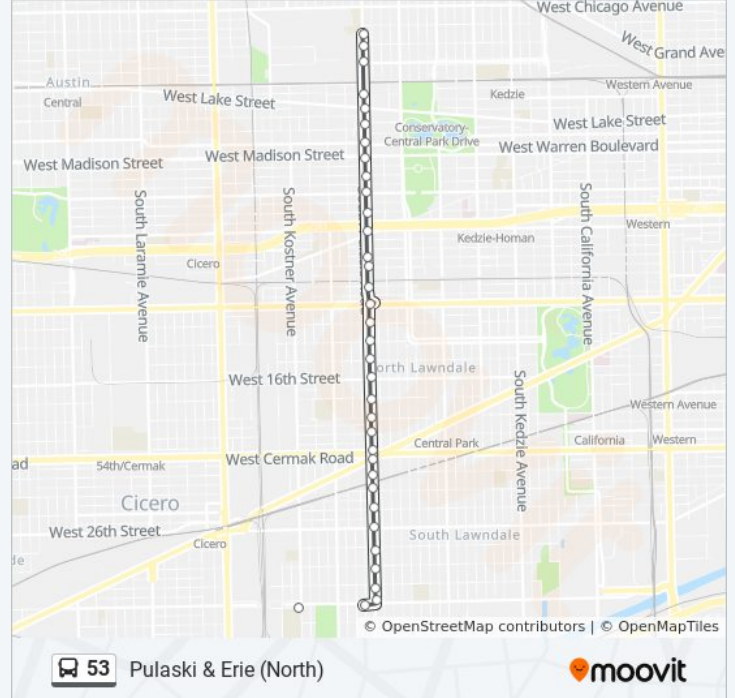 West Chicago Avenue
West Grand Ave
Austin
Central
West Lake Street
Kedzie
Western Avenue
Conservatory-
Central Park Drive
West Lake Street
West Madison Street
West Madison Street
West Warren Boulevard
South Laramie Avenue
South Kostner Avenue
South California Avenue
Western
Kedzie-Homan
Cicero
orth Lawndale
West 16th Street
South Kedzie Avenue
Western Avenue
Central Park
California
Western
ad
54th/Cermak
West Cermak Road
Cicero
West 26th Street
Cicero
South Lawndale
de
© OpenStreetMap contributors | © OpenMapTiles
53 Pulaski & Erie (North)
moovit